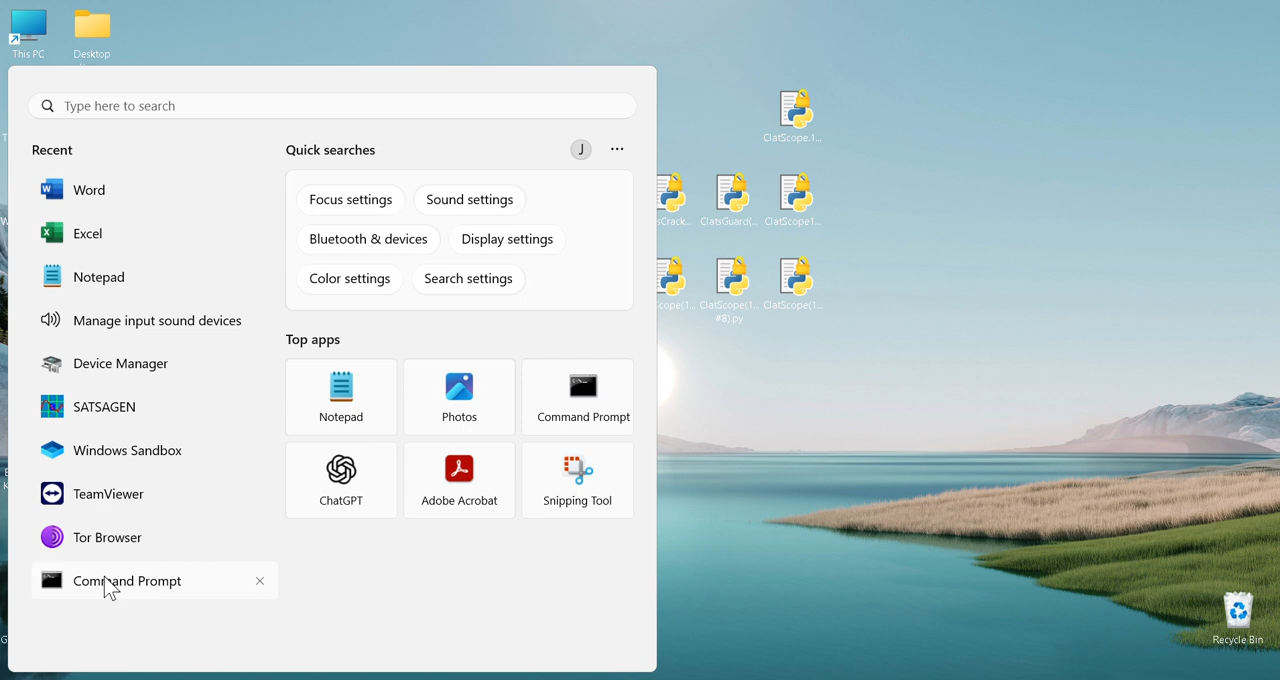 This PC
Desktop
Type here to search
Recent
Word
Excel
Notepad
Manage input sound devices
Device Manager
SATSAGEN
Windows Sandbox
TeamViewer
Tor Browser
Command Prompt
Quick searches
J
Focus settings
Sound settings
Bluetooth & devices
Display settings
Color settings
Search settings
Top apps
Notepad
Photos
Command Prompt
ChatGPT
Adobe Acrobat
Snipping Tool
ClatScope.1...
sCrack...
ClatsGuard(...
ClatScope1...
cope(1...
ClatScope(1...
#8).py
ClatScope(1...
Recycle Bin